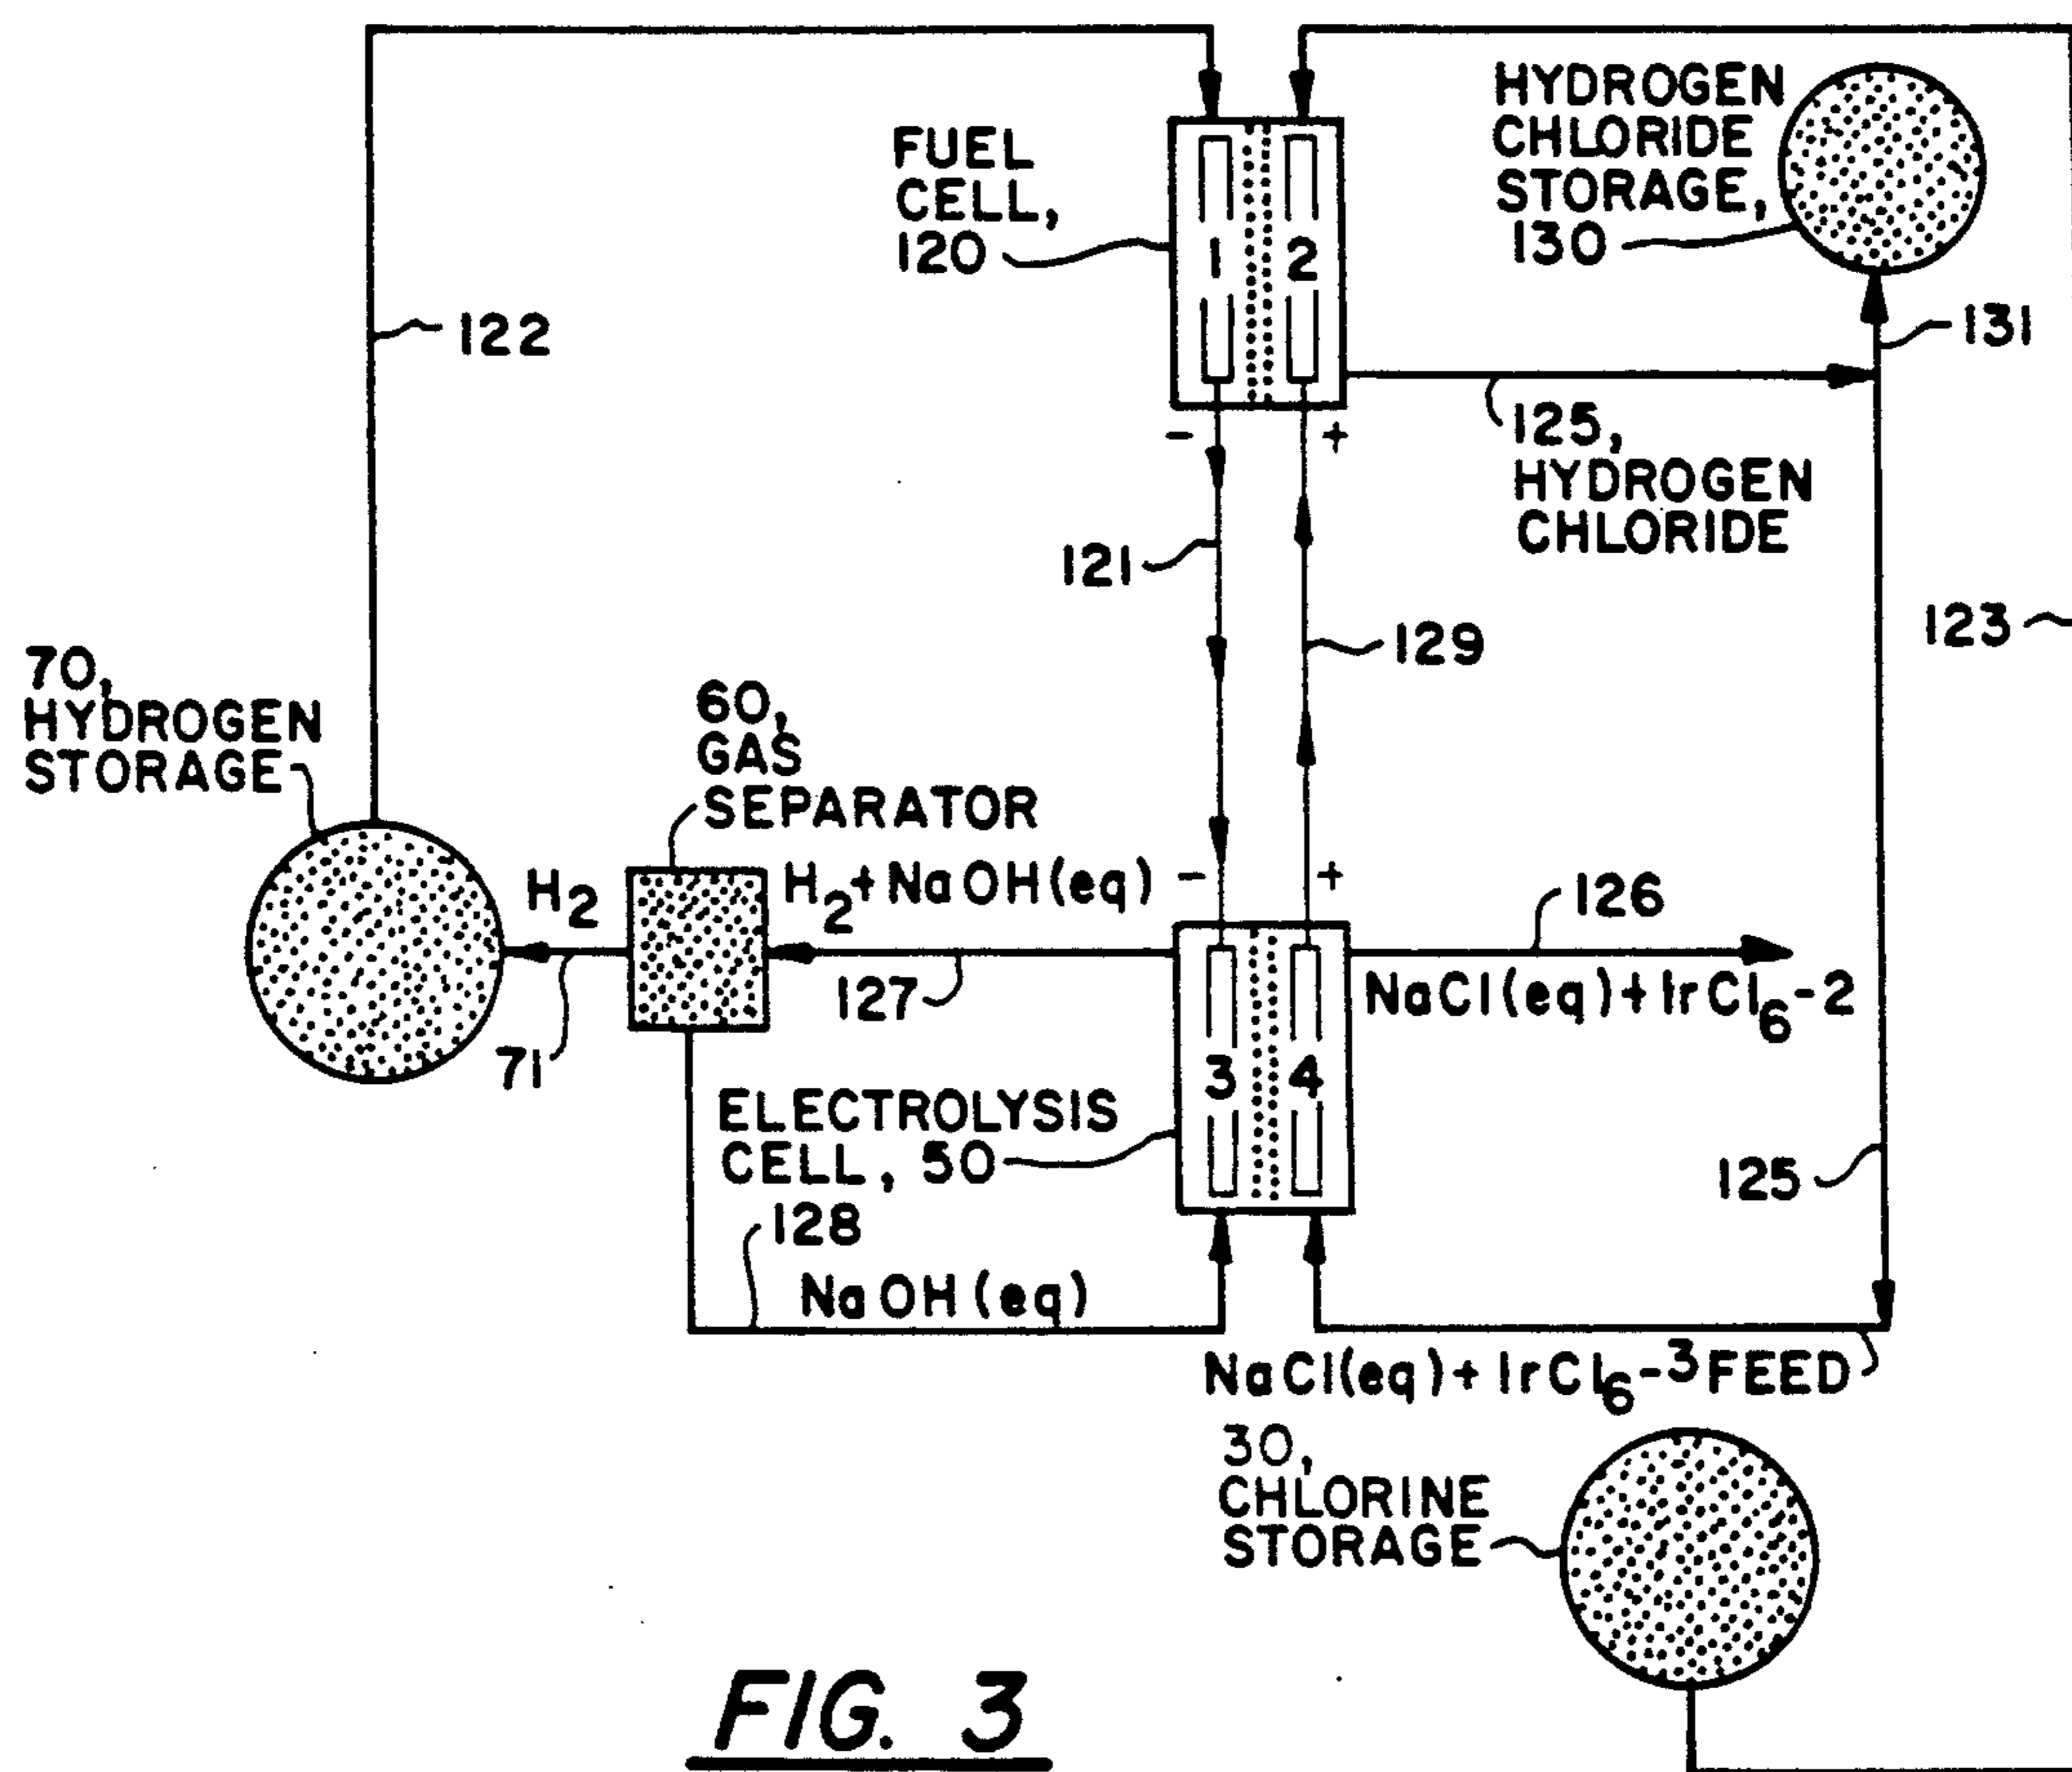 FUEL
CELL,
120
1
2
HYDROGEN
CHLORIDE
STORAGE,
130
122
131
- +
125,
HYDROGEN
CHLORIDE
121
129
123
70,
HYDROGEN
STORAGE
60,
GAS
SEPARATOR
H2
H2+NaOH(eq)
- +
126
127
NaCl(eq)+IrCl6-2
71
3
4
ELECTROLYSIS
CELL, 50
125
128
NaOH(eq)
NaCl(eq)+IrCl6-3FEED
30,
CHLORINE
STORAGE
FIG. 3